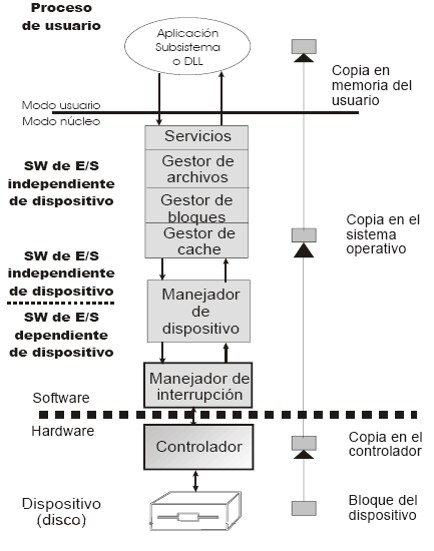 Proceso
de usuario
Aplicación
Subsistema
o DLL
Copia en
memoria del
usuario
Modo usuario
Modo núcleo
Servicios
SW de E/S
independiente
de dispositivo
Gestor de
archivos
Gestor de
bloques
Gestor de
cache
Copia en el
sistema
operativo
SW de E/S
independiente
de dispositivo
SW de E/S
dependiente
de dispositivo
Manejador
de
dispositivo
Manejador de
interrupción
Software
Hardware
Controlador
Copia en el
controlador
Dispositivo
(disco)
Bloque del
dispositivo